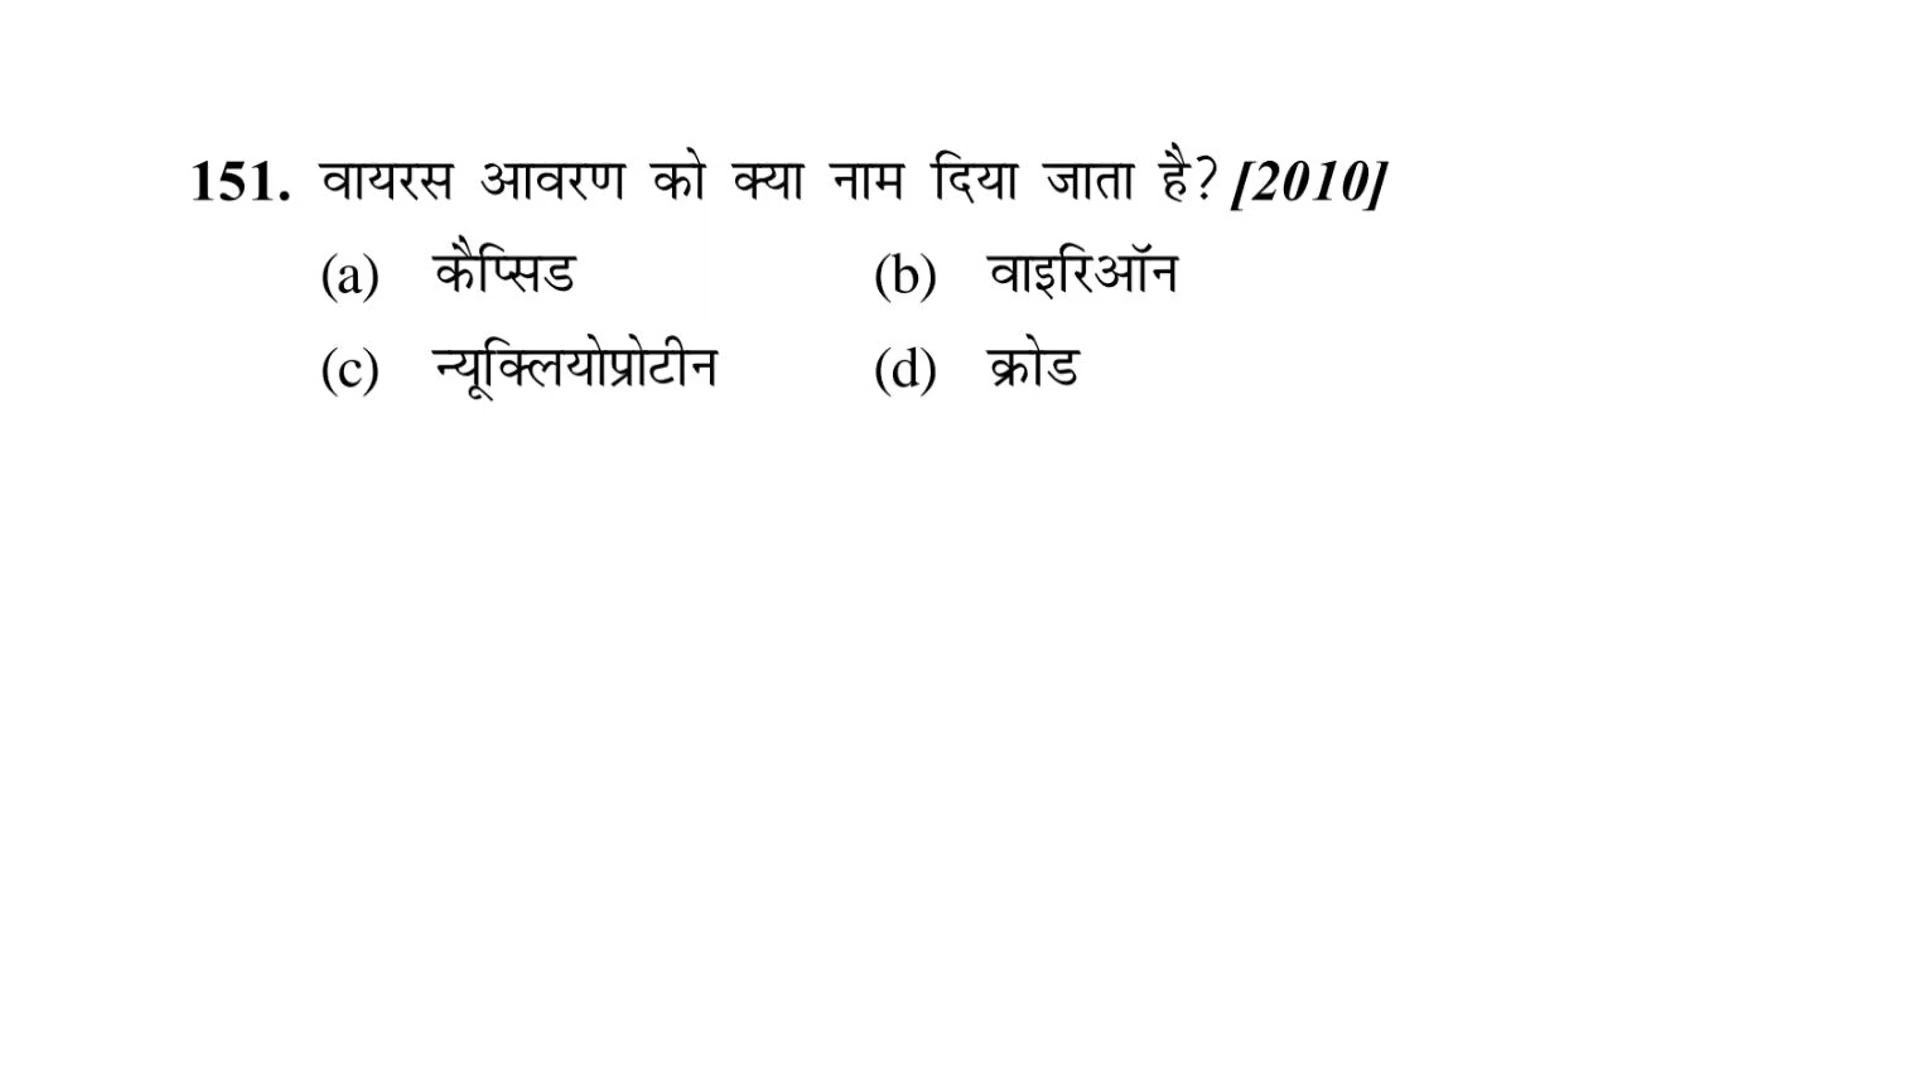 151. वायरस आवरण को क्या नाम दिया जाता है? [2010]
(a) कैप्सिड (b) वाइरिऑन
(c) न्यूक्लियोप्रोटीन (d) क्रोड